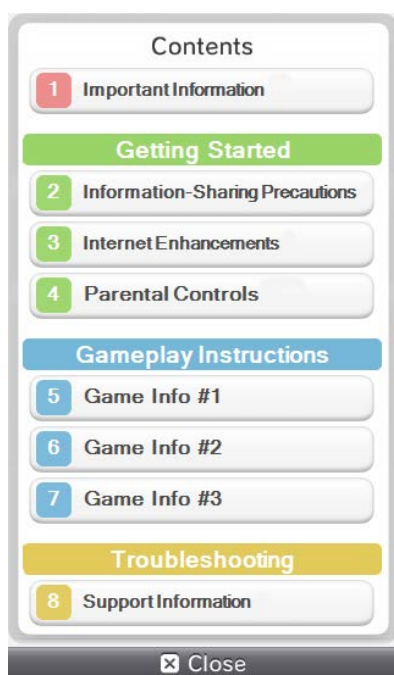 Contents
1 Important Information
Getting Started
2 Information-Sharing Precautions
3 Internet Enhancements
4 Parental Controls
Gameplay Instructions
5 Game Info #1
6 Game Info #2
7 Game Info #3
Troubleshooting
8 Support Information
Close